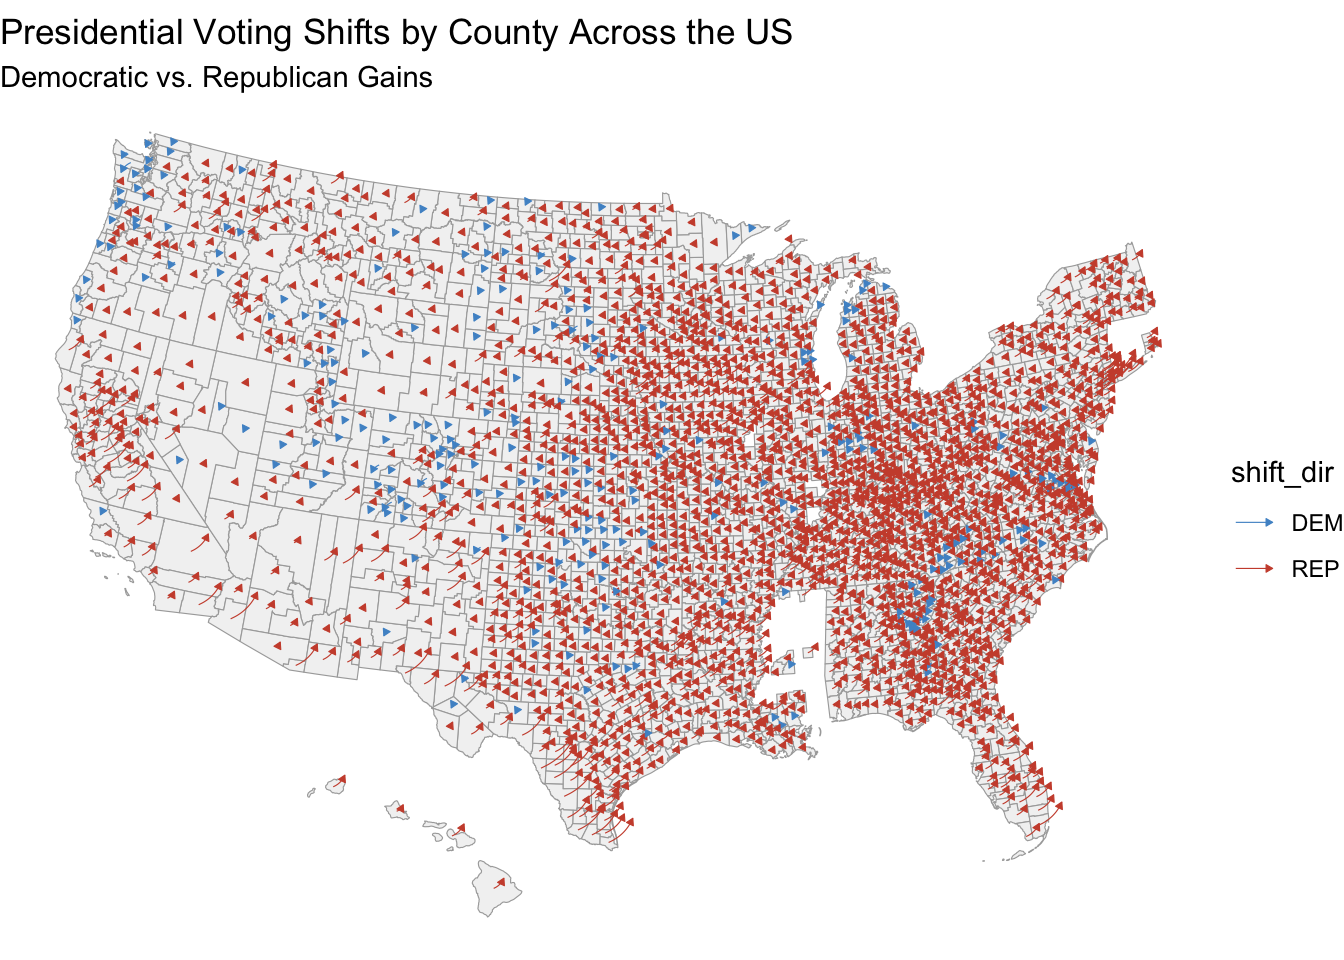 Presidential Voting Shifts by County Across the US
Democratic vs. Republican Gains
shift_dir
DEM
REP